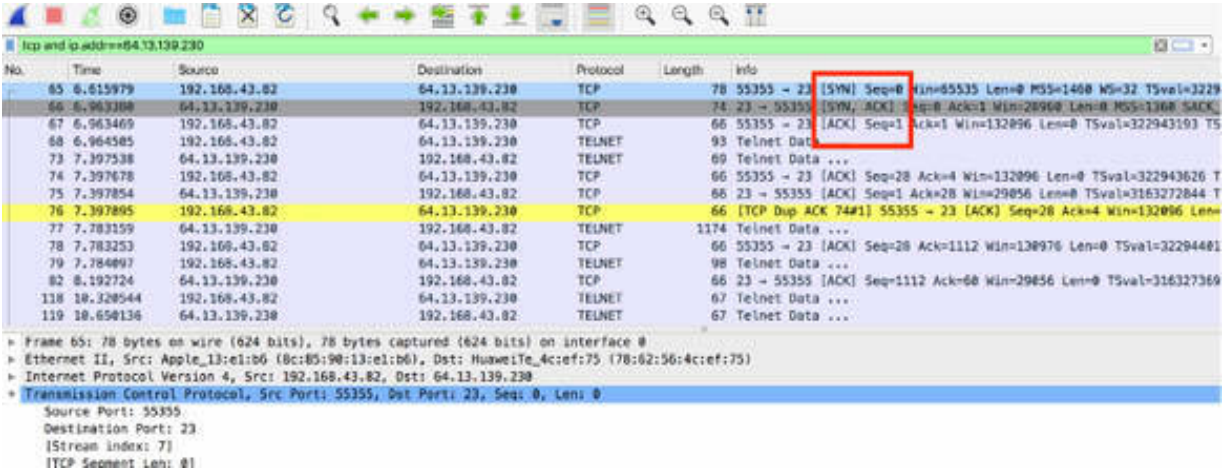 tcp and ip.addr==64.13.139.230
No. Time Source Destination Protocol Length Info
65 6.615979 192.168.43.82 64.13.139.230 TCP 78 55355 → 23 [SYN] Seq=0 Win=65535 Len=0 MSS=1460 WS=32 TSval=3229
66 6.963380 64.13.139.230 192.168.43.82 TCP 74 23 → 55355 [SYN, ACK] Seq=0 Ack=1 Win=28960 Len=0 MSS=1360 SACK_
67 6.963469 192.168.43.82 64.13.139.230 TCP 66 55355 → 23 [ACK] Seq=1 Ack=1 Win=132096 Len=0 TSval=322943193 TS
68 6.964585 192.168.43.82 64.13.139.230 TELNET 93 Telnet Data
73 7.397538 64.13.139.230 192.168.43.82 TELNET 69 Telnet Data ...
74 7.397678 192.168.43.82 64.13.139.230 TCP 66 55355 → 23 [ACK] Seq=28 Ack=4 Win=132096 Len=0 TSval=322943626 T
75 7.397854 64.13.139.230 192.168.43.82 TCP 66 23 → 55355 [ACK] Seq=1 Ack=28 Win=29056 Len=0 TSval=3163272844 T
76 7.397895 192.168.43.82 64.13.139.230 TCP 66 [TCP Dup ACK 74#1] 55355 → 23 [ACK] Seq=28 Ack=4 Win=132096 Len=
77 7.783159 64.13.139.230 192.168.43.82 TELNET 1174 Telnet Data ...
78 7.783253 192.168.43.82 64.13.139.230 TCP 66 55355 → 23 [ACK] Seq=28 Ack=1112 Win=130976 Len=0 TSval=32294401
79 7.784097 192.168.43.82 64.13.139.230 TELNET 98 Telnet Data ...
82 8.192724 64.13.139.230 192.168.43.82 TCP 66 23 → 55355 [ACK] Seq=1112 Ack=60 Win=29056 Len=0 TSval=316327369
118 10.320544 192.168.43.82 64.13.139.230 TELNET 67 Telnet Data ...
119 10.650136 64.13.139.230 192.168.43.82 TELNET 67 Telnet Data ...
Frame 65: 78 bytes on wire (624 bits), 78 bytes captured (624 bits) on interface 0
Ethernet II, Src: Apple_13:e1:b6 (8c:85:90:13:e1:b6), Dst: HuaweiTe_4c:ef:75 (78:62:56:4c:ef:75)
Internet Protocol Version 4, Src: 192.168.43.82, Dst: 64.13.139.230
Transmission Control Protocol, Src Port: 55355, Dst Port: 23, Seq: 0, Len: 0
Source Port: 55355
Destination Port: 23
[Stream index: 7]
[TCP Segment Len: 0]